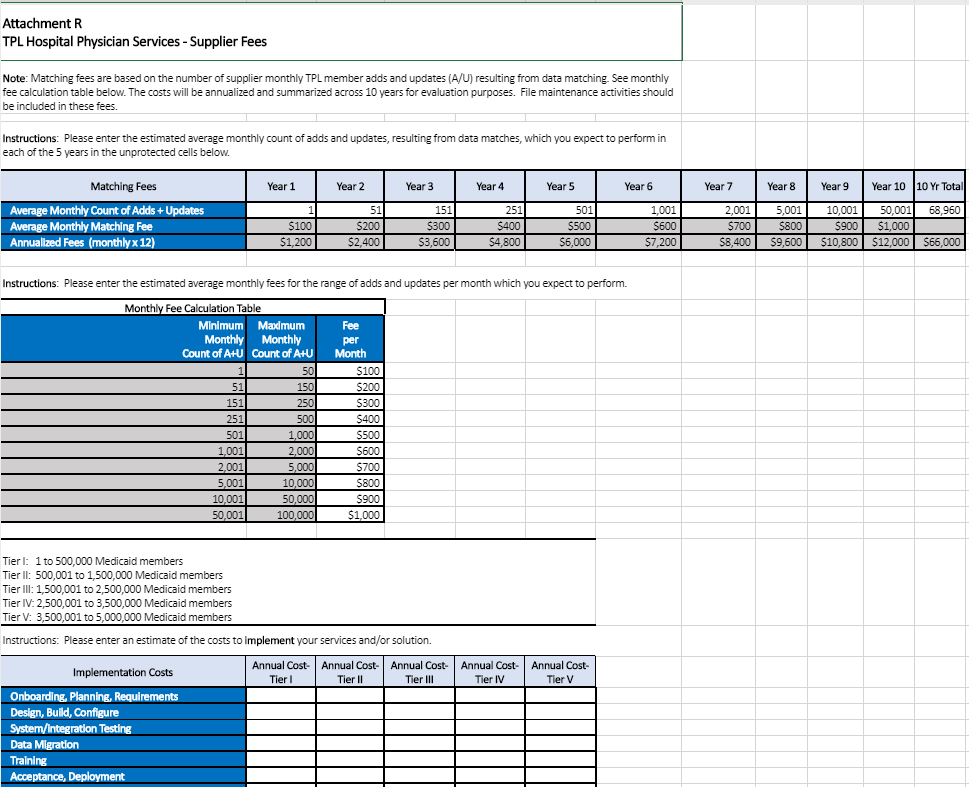 Attachment R
TPL Hospital Physician Services - Supplier Fees
Note: Matching fees are based on the number of supplier monthly TPL member adds and updates (A/U) resulting from data matching. See monthly
fee calculation table below. The costs will be annualized and summarized across 10 years for evaluation purposes. File maintenance activities should
be included in these fees.
Instructions: Please enter the estimated average monthly count of adds and updates, resulting from data matches, which you expect to perform in
each of the 5 years in the unprotected cells below.
Matching Fees Year 1 Year 2 Year 3 Year 4 Year 5 Year 6 Year 7 Year 8 Year 9 Year 10 10 Yr Total
Average Monthly Count of Adds + Updates 1 51 151 251 501 1,001 2,001 5,001 10,001 50,001 68,960
Average Monthly Matching Fee $100 $200 $300 $400 $500 $600 $700 $800 $900 $1,000
Annualized Fees (monthly x 12) $1,200 $2,400 $3,600 $4,800 $6,000 $7,200 $8,400 $9,600 $10,800 $12,000 $66,000
Instructions: Please enter the estimated average monthly fees for the range of adds and updates per month which you expect to perform.
Monthly Fee Calculation Table
Minimum Maximum Fee
Monthly Monthly per
Count of A+U Count of A+U Month
1 50 $100
51 150 $200
151 250 $300
251 500 $400
501 1,000 $500
1,001 2,000 $600
2,001 5,000 $700
5,001 10,000 $800
10,001 50,000 $900
50,001 100,000 $1,000
Tier I: 1 to 500,000 Medicaid members
Tier II: 500,001 to 1,500,000 Medicaid members
Tier III: 1,500,001 to 2,500,000 Medicaid members
Tier IV: 2,500,001 to 3,500,000 Medicaid members
Tier V: 3,500,001 to 5,000,000 Medicaid members
Instructions: Please enter an estimate of the costs to implement your services and/or solution.
Implementation Costs Annual Cost- Annual Cost- Annual Cost- Annual Cost- Annual Cost-
Tier I Tier II Tier III Tier IV Tier V
Onboarding, Planning, Requirements
Design, Build, Configure
System/Integration Testing
Data Migration
Training
Acceptance, Deployment